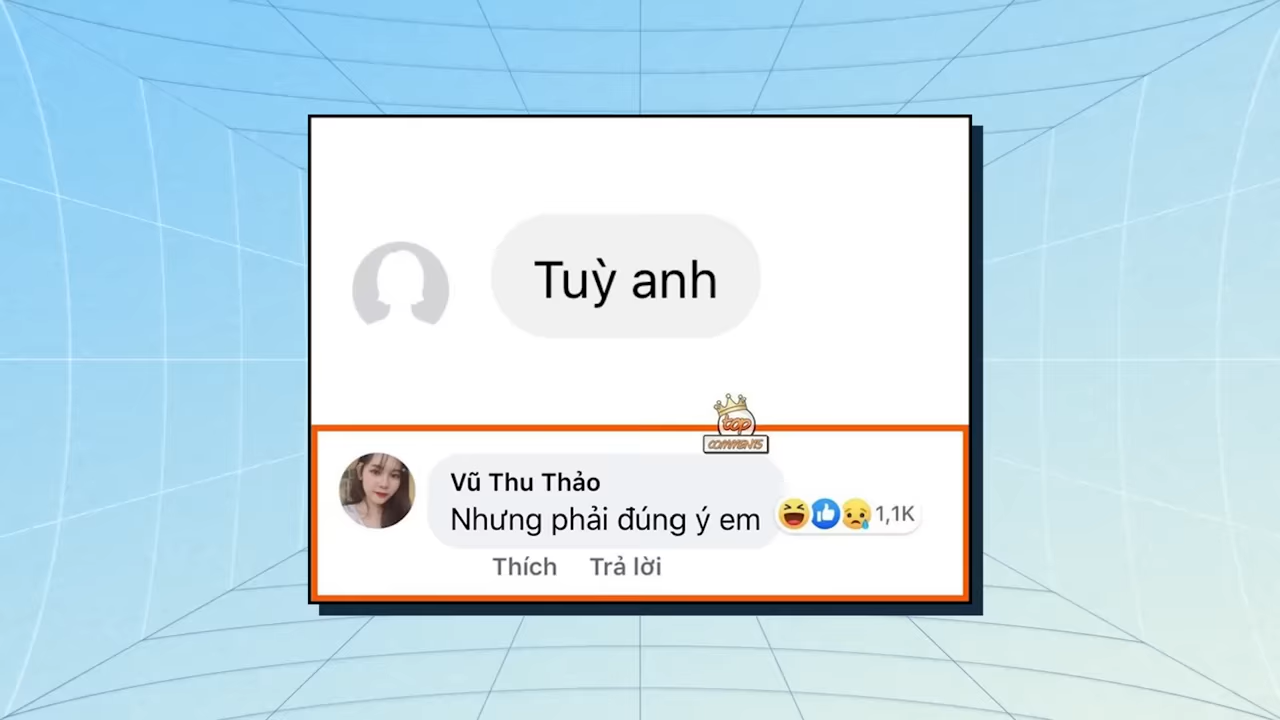 Tuỳ anh
top
COMMENTS
Vũ Thu Thảo
Nhưng phải đúng ý em
1,1K
Thích Trả lời